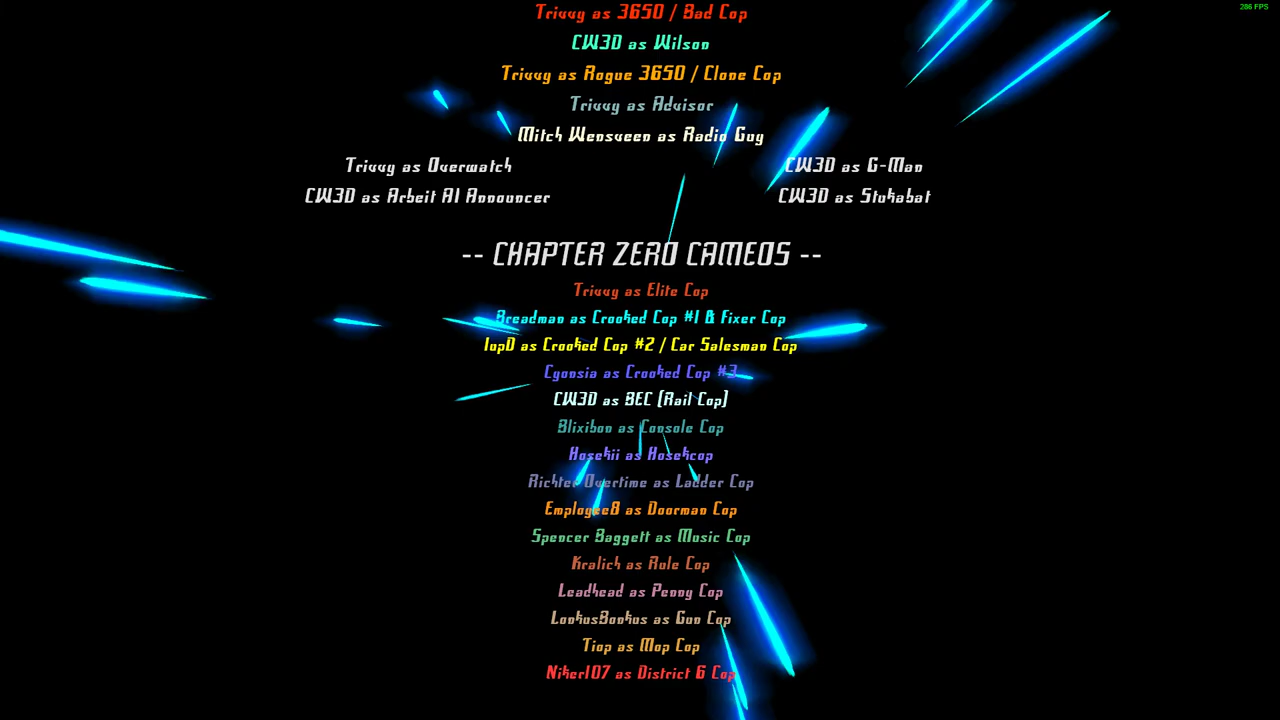 286 FPS
Trivvy as 3650 / Bad Cop
CW3D as Wilson
Trivvy as Rogue 3650 / Clone Cop
Trivvy as Advisor
Mitch Wensveen as Radio Guy
Trivvy as Overwatch
CW3D as G-Man
CW3D as Arbeit AI Announcer
CW3D as Stukabat
-- CHAPTER ZERO CAMEOS --
Trivvy as Elite Cop
Breadman as Crooked Cop #1 & Fixer Cop
1upD as Crooked Cop #2 / Car Salesman Cop
Cyonsia as Crooked Cop #3
CW3D as BEC [Rail Cop]
Blixibon as Console Cop
Hosekii as Hosekcop
Richter Overtime as Ladder Cop
Employee8 as Doorman Cop
Spencer Baggett as Music Cop
Kralich as Rule Cop
Leadhead as Penny Cop
LonkusBonkus as Gun Cop
Tiop as Mop Cop
Niker107 as District 6 Cop